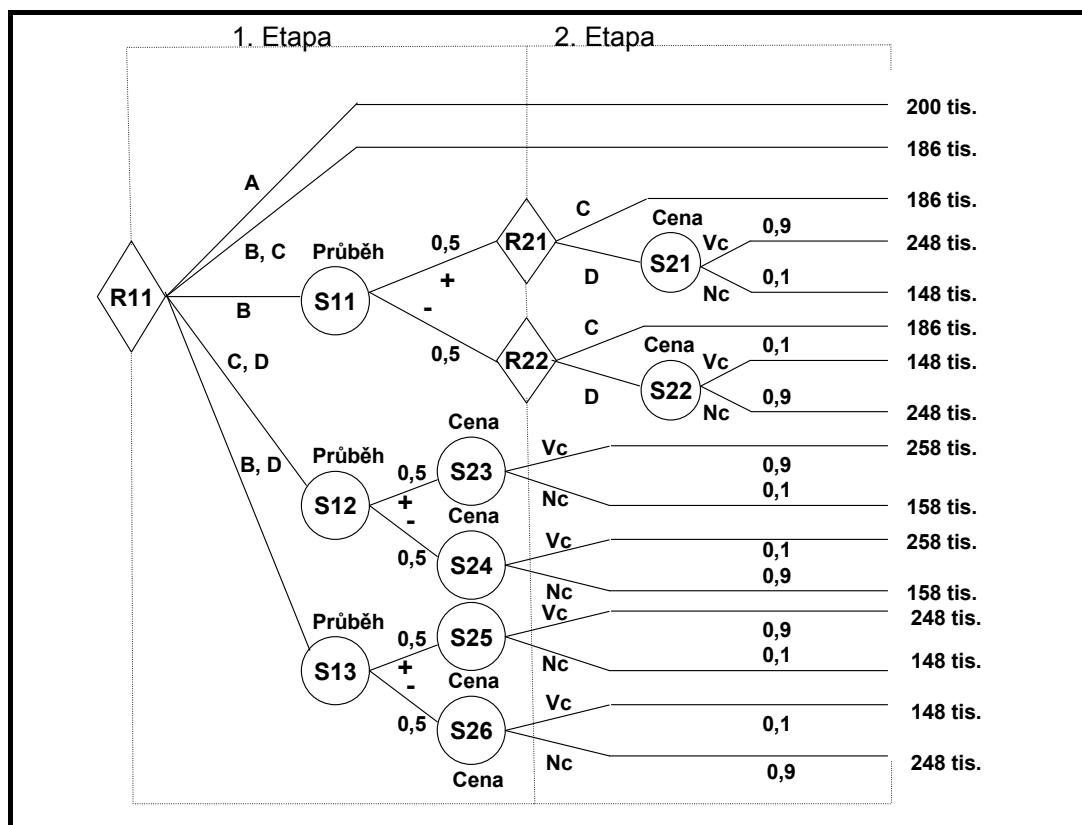 1. Etapa 2. Etapa
200 tis.
186 tis.
A
C 186 tis.
Cena 0,9
0,5 R21 Vc 248 tis.
B, C Průběh + S21 0,1
R11 B S11 - D Nc 148 tis.
C 186 tis.
0,5 R22 Cena 0,1
C, D Vc 148 tis.
D S22 0,9
Nc 248 tis.
Cena
Vc 258 tis.
B, D Průběh 0,5 S23 0,9
+ Nc 0,1
S12 - Cena 158 tis.
Vc 258 tis.
0,5 S24 0,1
0,9
Nc 158 tis.
Průběh Vc 248 tis.
0,5 S25 0,9
+ Nc 0,1 148 tis.
S13 - Cena
Vc 148 tis.
0,5 S26 0,1
Nc 248 tis.
Cena 0,9